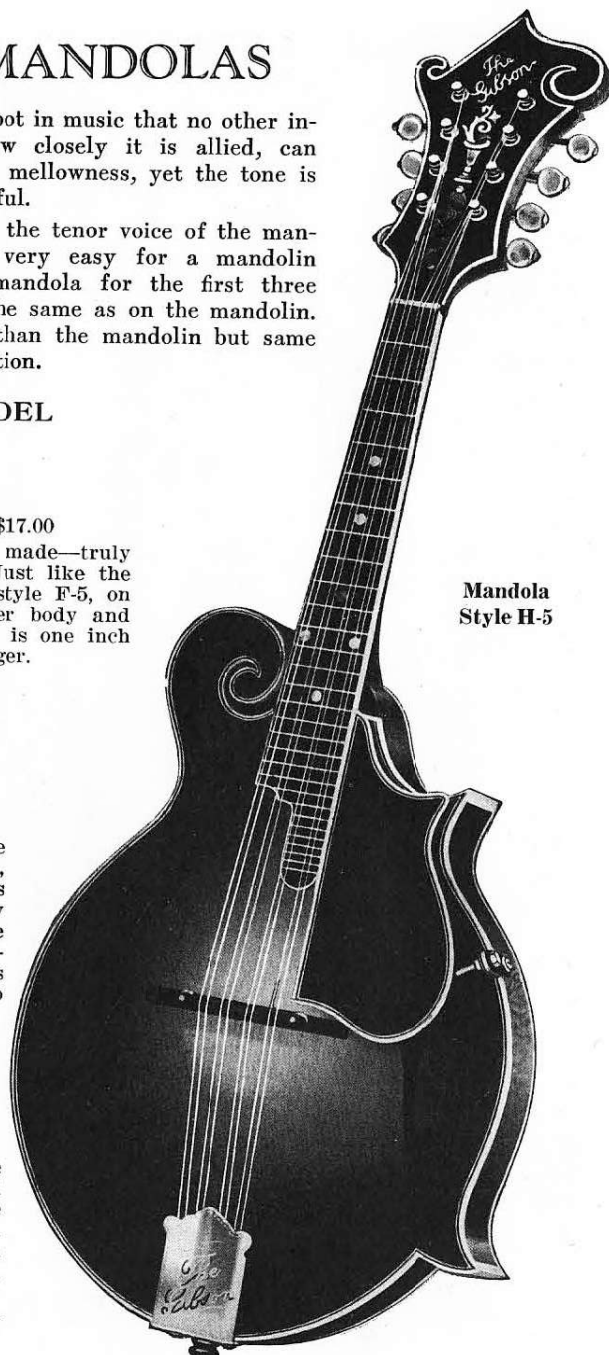 MANDOLAS
pot in music that no other in-
w closely it is allied, can
mellowness, yet the tone is
ful.
the tenor voice of the man-
very easy for a mandolin
mandola for the first three
he same as on the mandolin.
than the mandolin but same
tion.
DEL
$17.00
made—truly
Just like the
style F-5, on
er body and
is one inch
ger.
Mandola
Style H-5
The
Gibson
e
,
s
y
e
-
s
o
The
Gibson